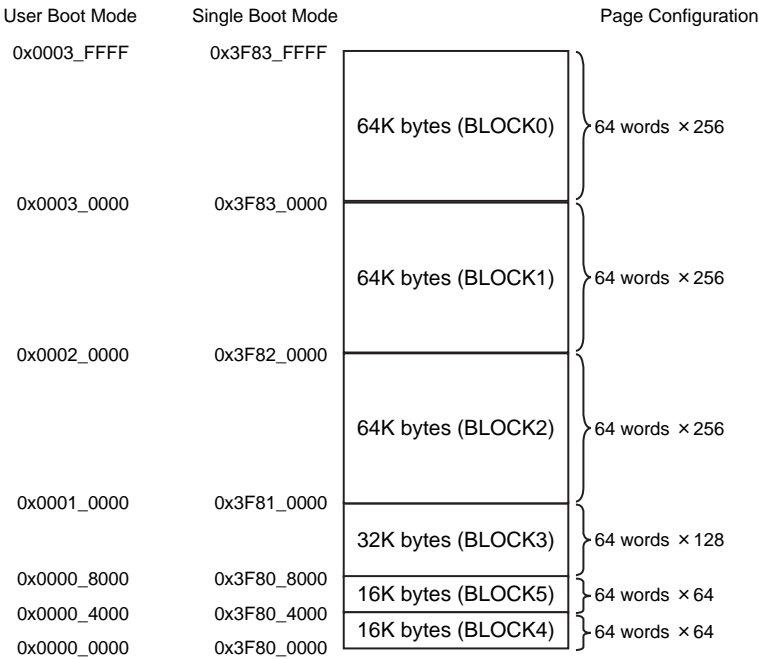 User Boot Mode Single Boot Mode Page Configuration
0x0003_FFFF 0x3F83_FFFF
64K bytes (BLOCK0) 64 words × 256
0x0003_0000 0x3F83_0000
64K bytes (BLOCK1) 64 words × 256
0x0002_0000 0x3F82_0000
64K bytes (BLOCK2) 64 words × 256
0x0001_0000 0x3F81_0000
32K bytes (BLOCK3) 64 words × 128
0x0000_8000 0x3F80_8000
16K bytes (BLOCK5) 64 words × 64
0x0000_4000 0x3F80_4000
16K bytes (BLOCK4) 64 words × 64
0x0000_0000 0x3F80_0000